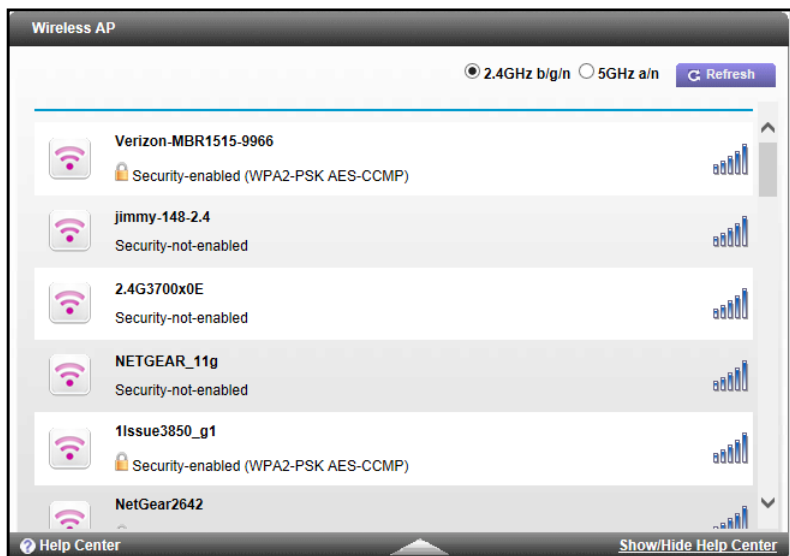 Wireless AP
2.4GHz b/g/n 5GHz a/n Refresh
Verizon-MBR1515-9966
Security-enabled (WPA2-PSK AES-CCMP)
jimmy-148-2.4
Security-not-enabled
2.4G3700x0E
Security-not-enabled
NETGEAR_11g
Security-not-enabled
1Issue3850_g1
Security-enabled (WPA2-PSK AES-CCMP)
NetGear2642
? Help Center Show/Hide Help Center